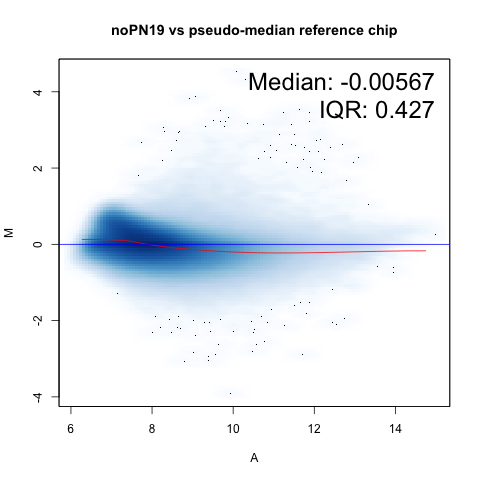 noPN19 vs pseudo-median reference chip
Median: -0.00567
IQR: 0.427
M
4
2
0
-2
-4
6 8 10 12 14
A